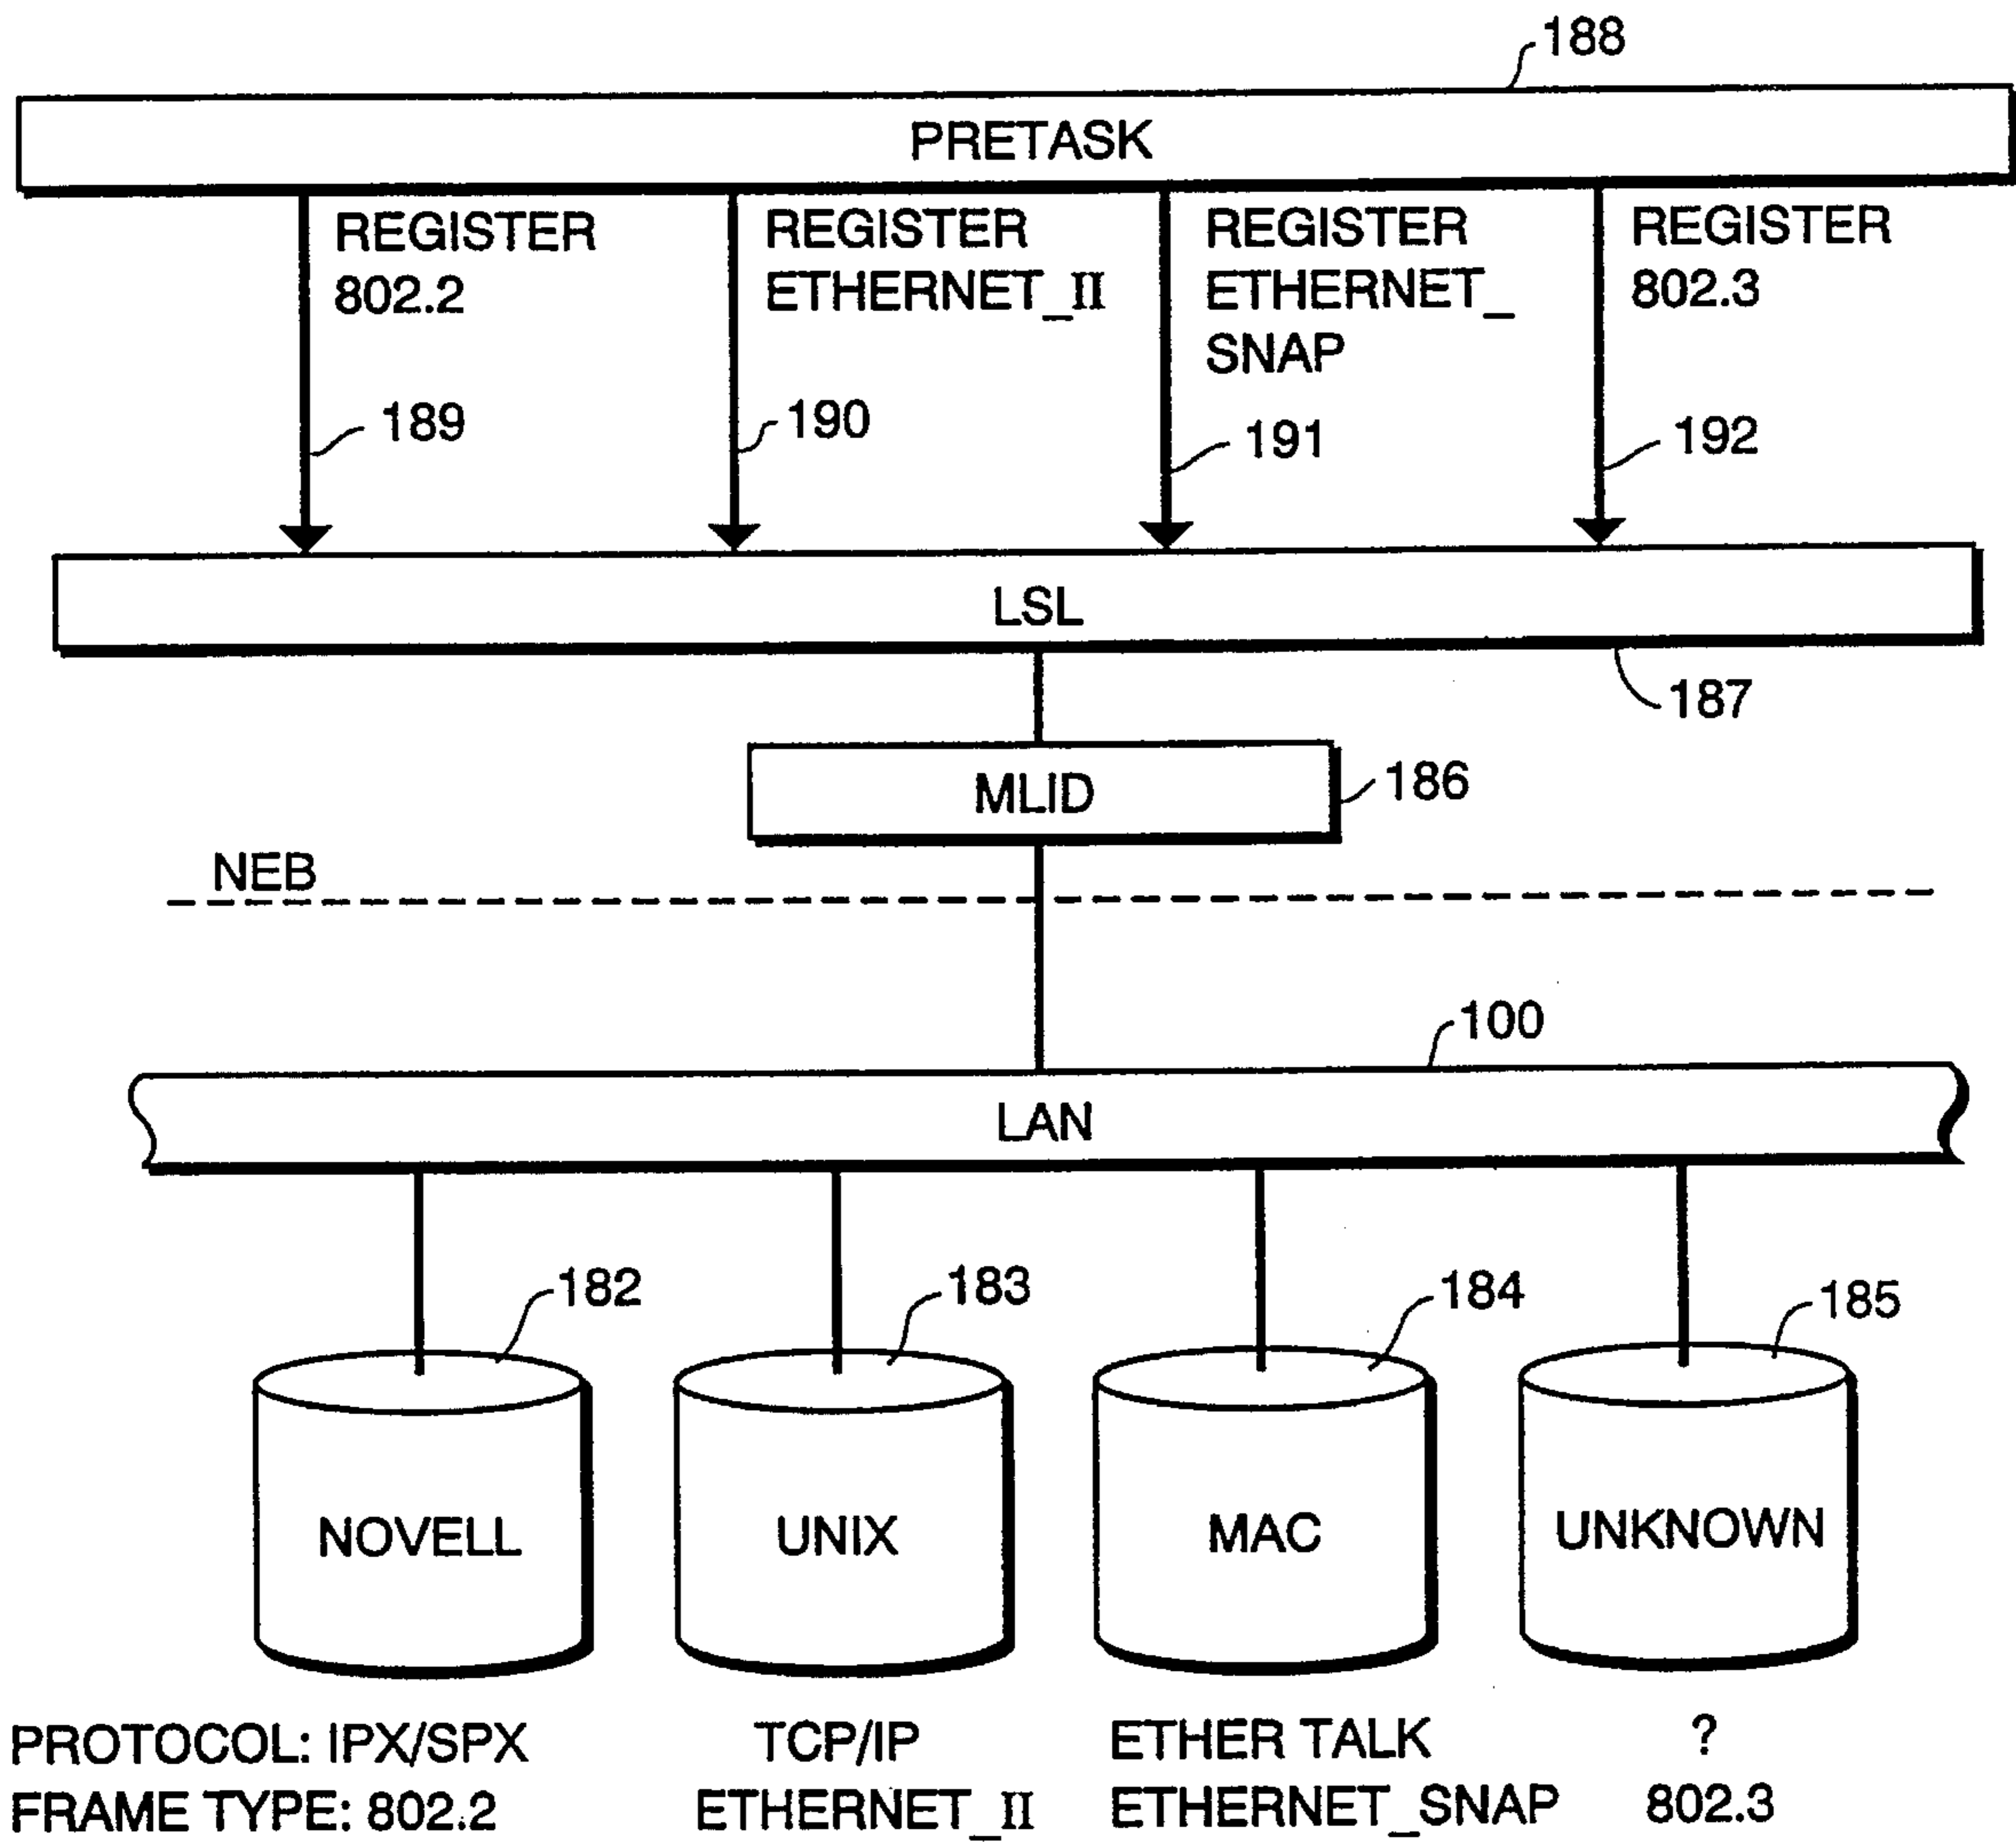 188
PRETASK
REGISTER
802.2
REGISTER
ETHERNET_II
REGISTER
ETHERNET_
SNAP
REGISTER
802.3
189
190
191
192
LSL
187
MLID
186
NEB
100
LAN
182
183
184
185
NOVELL
UNIX
MAC
UNKNOWN
PROTOCOL: IPX/SPX TCP/IP ETHER TALK ?
FRAME TYPE: 802.2 ETHERNET_II ETHERNET_SNAP 802.3